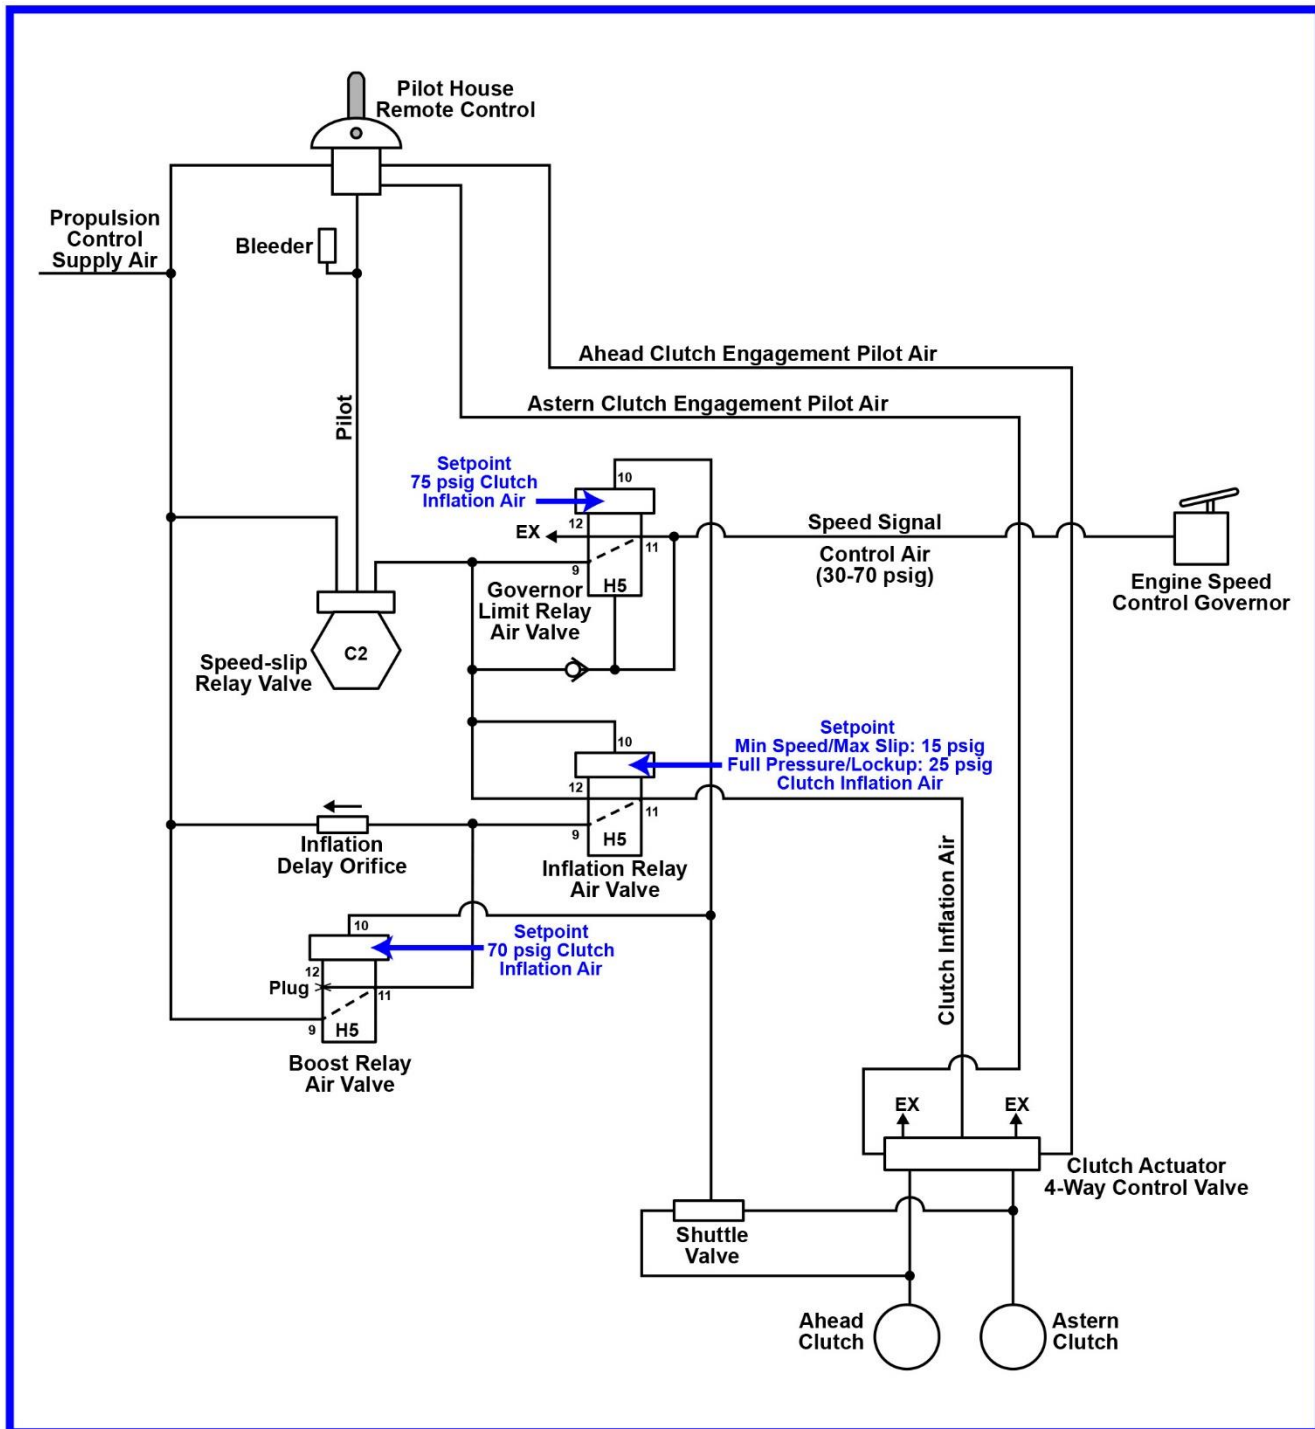 Pilot House
Remote Control
Propulsion
Control
Supply Air
Bleeder
Ahead Clutch Engagement Pilot Air
Astern Clutch Engagement Pilot Air
Pilot
Setpoint
75 psig Clutch
Inflation Air
10
12
EX
11
9
H5
Governor
Limit Relay
Air Valve
Speed Signal
Control Air
(30-70 psig)
Engine Speed
Control Governor
C2
Speed-slip
Relay Valve
Setpoint
Min Speed/Max Slip: 15 psig
Full Pressure/Lockup: 25 psig
Clutch Inflation Air
10
12
11
9
H5
Inflation
Delay Orifice
Inflation Relay
Air Valve
Clutch Inflation Air
10
Setpoint
70 psig Clutch
Inflation Air
12
Plug
11
9
H5
Boost Relay
Air Valve
EX
EX
Clutch Actuator
4-Way Control Valve
Shuttle
Valve
Ahead
Clutch
Astern
Clutch